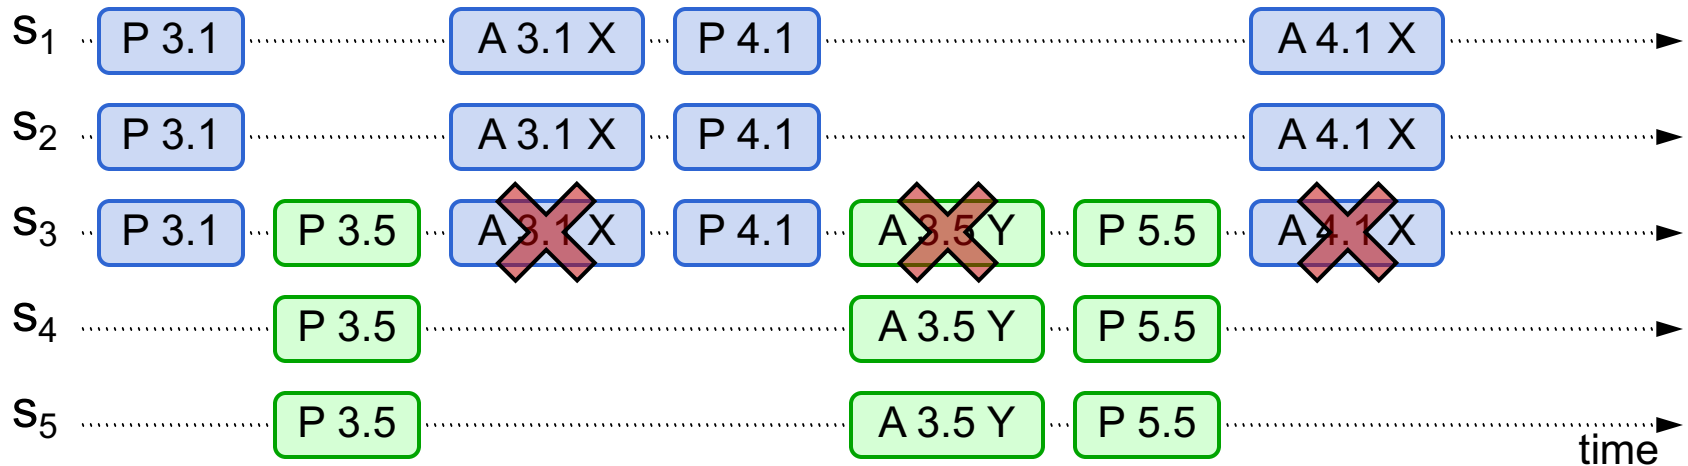 S1 P 3.1 A 3.1 X P 4.1 A 4.1 X
S2 P 3.1 A 3.1 X P 4.1 A 4.1 X
S3 P 3.1 P 3.5 A 3.1 X P 4.1 A 3.5 Y P 5.5 A 4.1 X
S4 P 3.5 A 3.5 Y P 5.5
S5 P 3.5 A 3.5 Y P 5.5
time